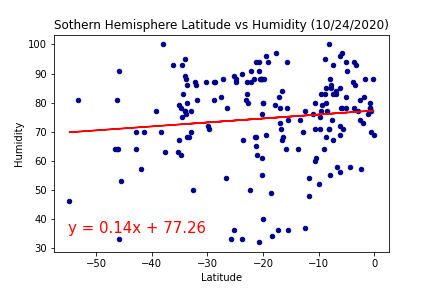 Sothern Hemisphere Latitude vs Humidity (10/24/2020)
100
90
80
70
60
50
40
30
Humidity
y = 0.14x + 77.26
−50 −40 −30 −20 −10 0
Latitude